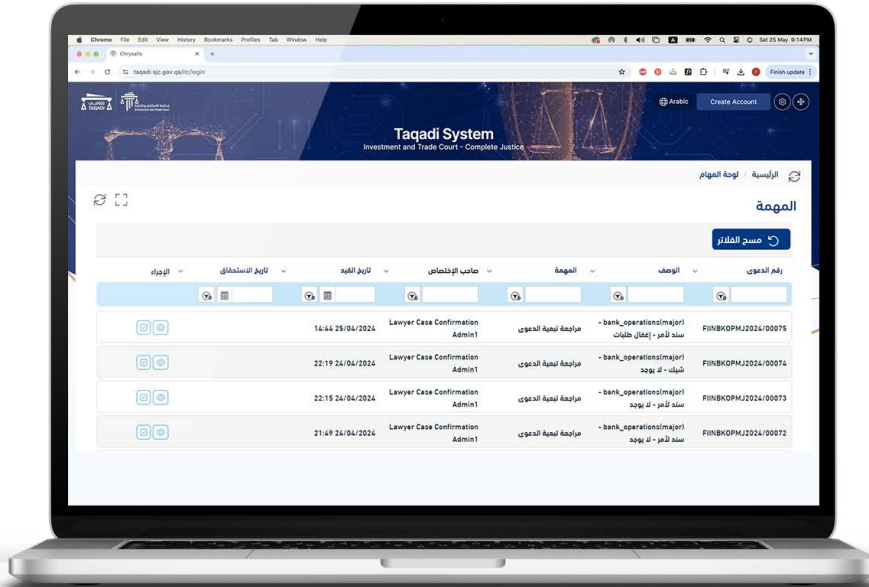 Chrome File Edit View History Bookmarks Profiles Tab Window Help
Sat 25 May 9:14PM
Chrysalis
taqadi.sjc.gov.qa/itc/login
Finish update
تقاضي
TAQADI
Arabic
Create Account
Taqadi System
Investment and Trade Court - Complete Justice
الرئيسية / لوحة المهام
المهمة
مسح الفلاتر
رقم الدعوى الوصف المهمة صاحب الإختصاص تاريخ القيد تاريخ الاستحقاق الإجراء
FIINBKOPMJ2024/00075
bank_operations(major) -
سند لأمر - إغفال طلبات
مراجعة تبعية الدعوى
Lawyer Case Confirmation
Admin1
14:44 25/04/2024
FIINBKOPMJ2024/00074
bank_operations(major) -
شيك - لا يوجد
مراجعة تبعية الدعوى
Lawyer Case Confirmation
Admin1
22:19 24/04/2024
FIINBKOPMJ2024/00073
bank_operations(major) -
سند لأمر - لا يوجد
مراجعة تبعية الدعوى
Lawyer Case Confirmation
Admin1
22:15 24/04/2024
FIINBKOPMJ2024/00072
bank_operations(major) -
سند لأمر - لا يوجد
مراجعة تبعية الدعوى
Lawyer Case Confirmation
Admin1
21:49 24/04/2024